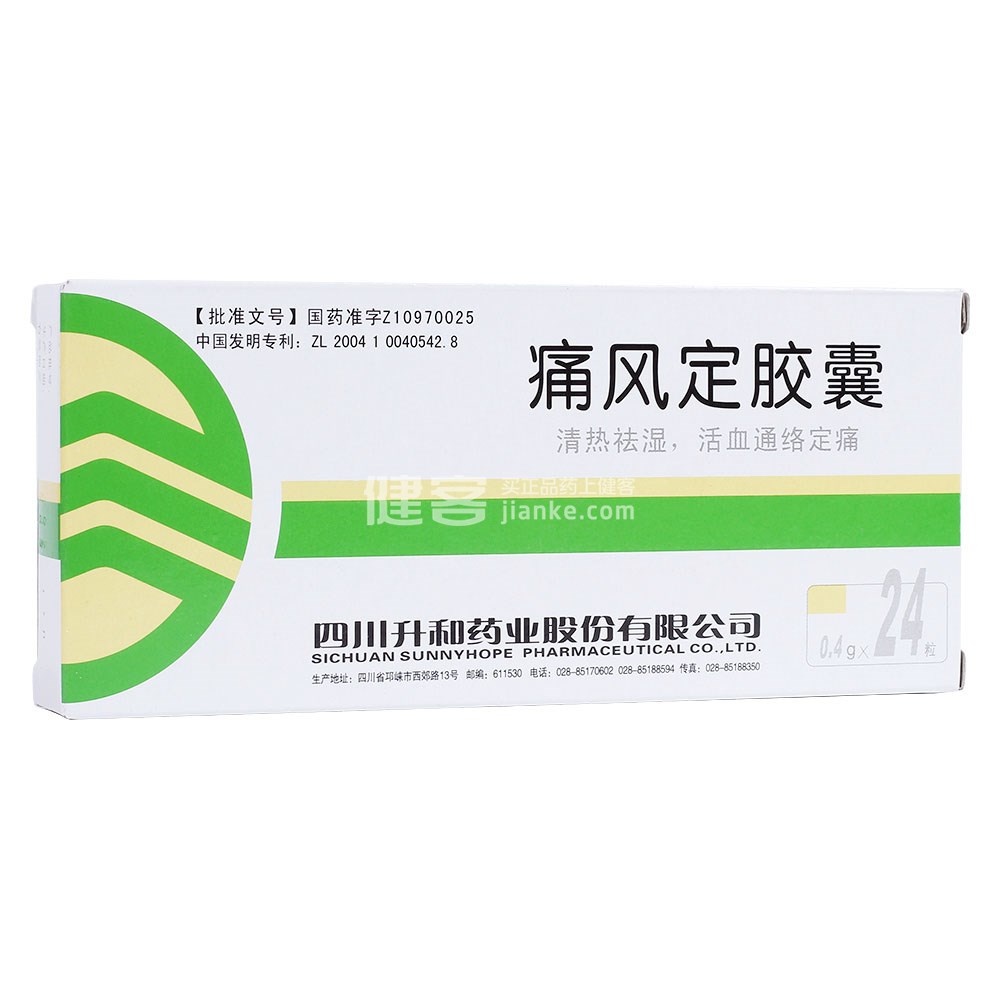 【批准文号】国药准字Z10970025
中国发明专利：ZL 2004 1 0040542.8
痛风定胶囊
清热祛湿，活血通络定痛
健客 买正品药上健客
jianke.com
四川升和药业股份有限公司
SICHUAN SUNNYHOPE PHARMACEUTICAL CO.,LTD.
生产地址：四川省邛崃市西郊路13号 邮编：611530 电话：028-85170602 028-85188594 传真：028-85188350
0.4g×24粒